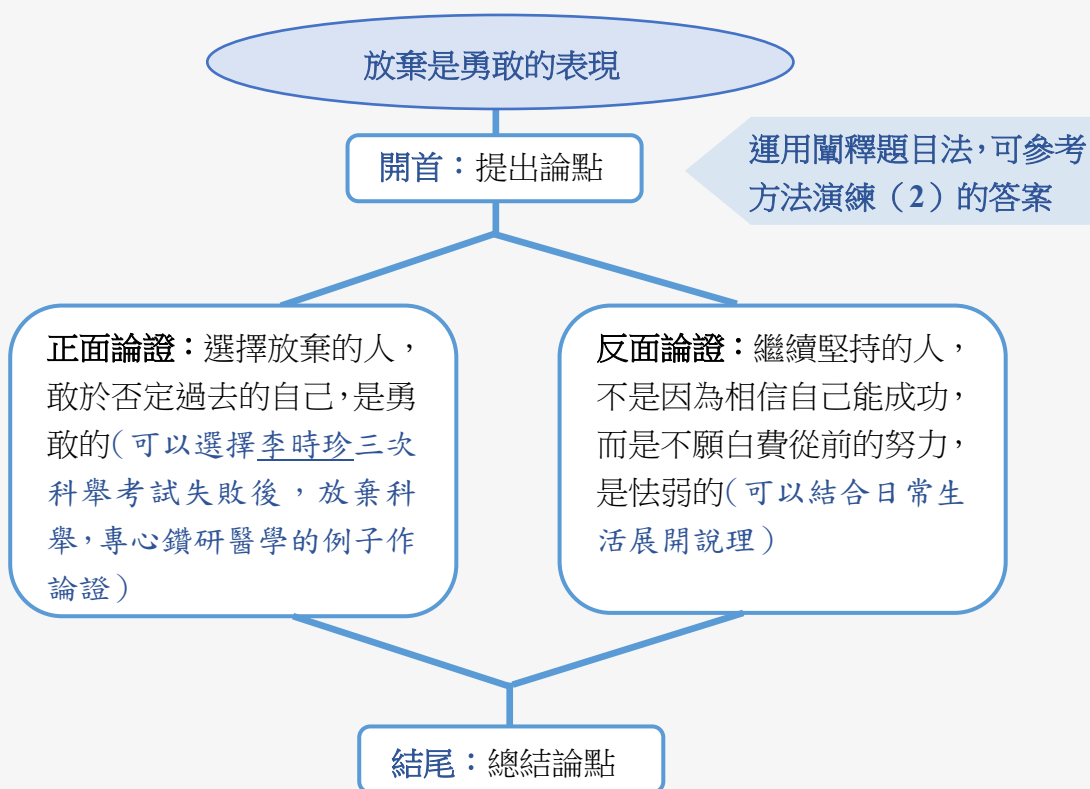 放棄是勇敢的表現
開首：提出論點
運用闡釋題目法，可參考
方法演練（2）的答案
正面論證：選擇放棄的人，
敢於否定過去的自己，是勇
敢的（可以選擇李時珍三次
科舉考試失敗後，放棄科
舉，專心鑽研醫學的例子作
論證）
反面論證：繼續堅持的人，
不是因為相信自己能成功，
而是不願白費從前的努力，
是怯弱的（可以結合日常生
活展開說理）
結尾：總結論點